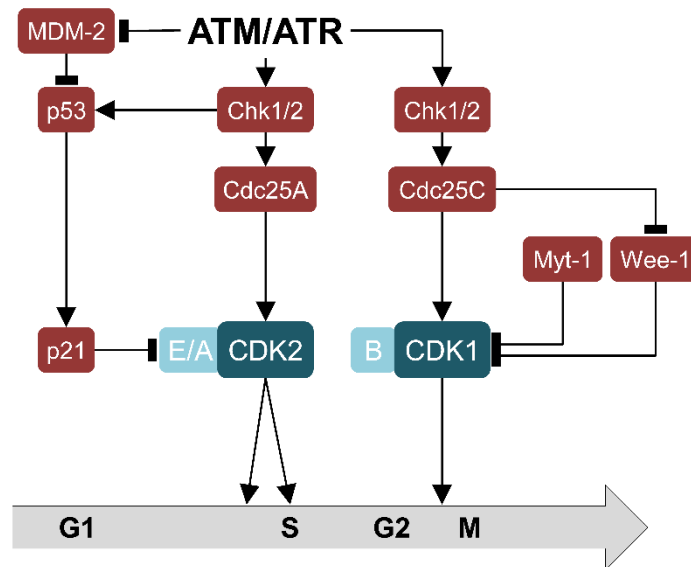 MDM-2
ATM/ATR
p53
Chk1/2
Chk1/2
Cdc25A
Cdc25C
Myt-1
Wee-1
p21
E/A
CDK2
B
CDK1
G1
S
G2
M